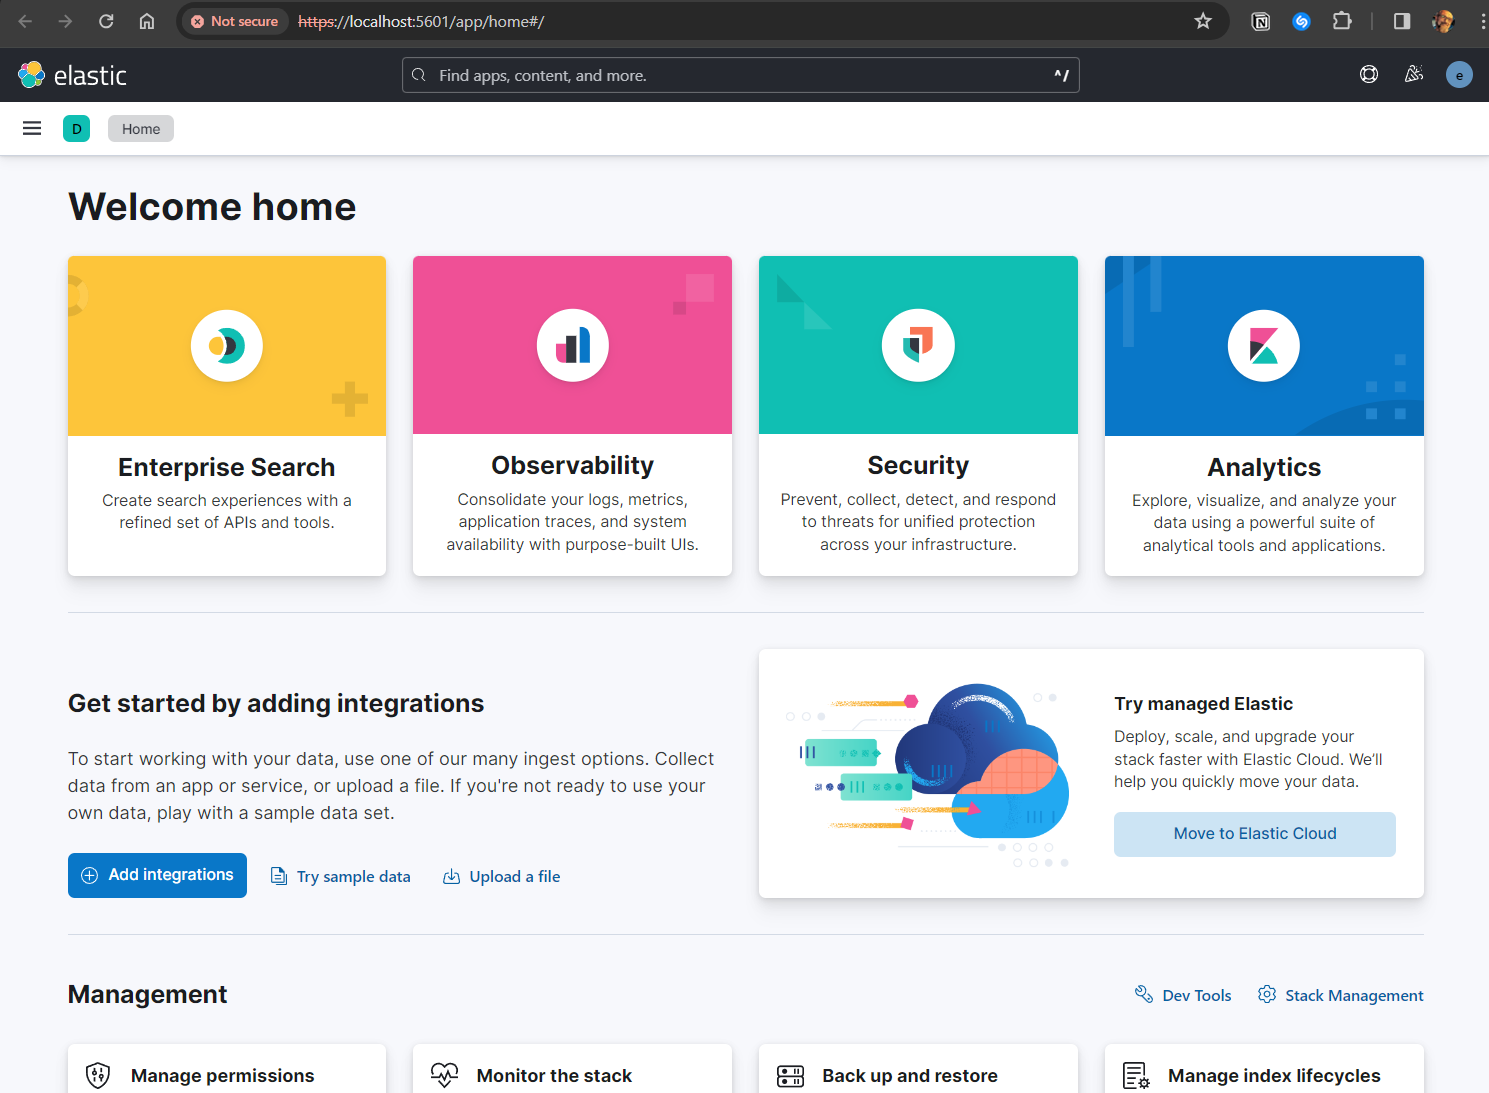 Not secure https://localhost:5601/app/home#/
elastic
Find apps, content, and more. ^/
e
D Home
Welcome home
Enterprise Search
Create search experiences with a
refined set of APIs and tools.
Observability
Consolidate your logs, metrics,
application traces, and system
availability with purpose-built UIs.
Security
Prevent, collect, detect, and respond
to threats for unified protection
across your infrastructure.
Analytics
Explore, visualize, and analyze your
data using a powerful suite of
analytical tools and applications.
Get started by adding integrations
To start working with your data, use one of our many ingest options. Collect
data from an app or service, or upload a file. If you're not ready to use your
own data, play with a sample data set.
Add integrations Try sample data Upload a file
Try managed Elastic
Deploy, scale, and upgrade your
stack faster with Elastic Cloud. We’ll
help you quickly move your data.
Move to Elastic Cloud
Management
Dev Tools Stack Management
Manage permissions
Monitor the stack
Back up and restore
Manage index lifecycles